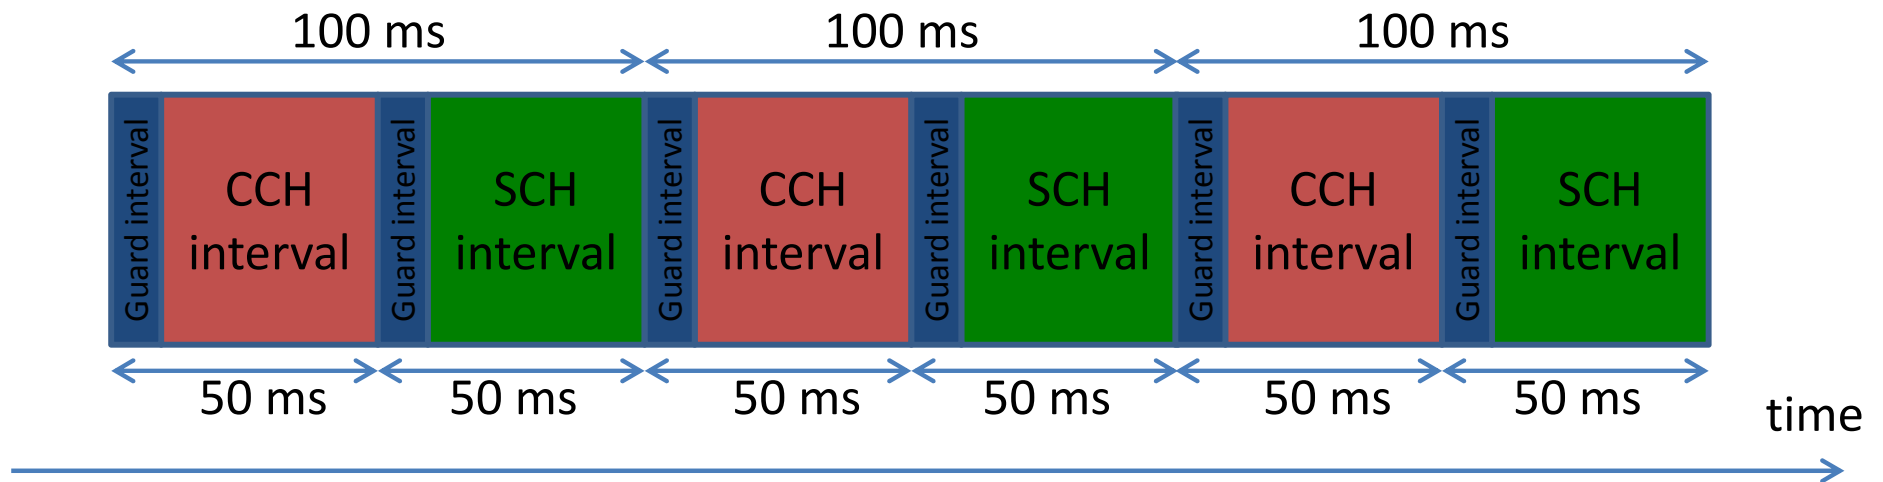 100 ms
100 ms
100 ms
Guard interval
CCH
interval
Guard interval
SCH
interval
Guard interval
CCH
interval
Guard interval
SCH
interval
Guard interval
CCH
interval
Guard interval
SCH
interval
50 ms
50 ms
50 ms
50 ms
50 ms
50 ms
time